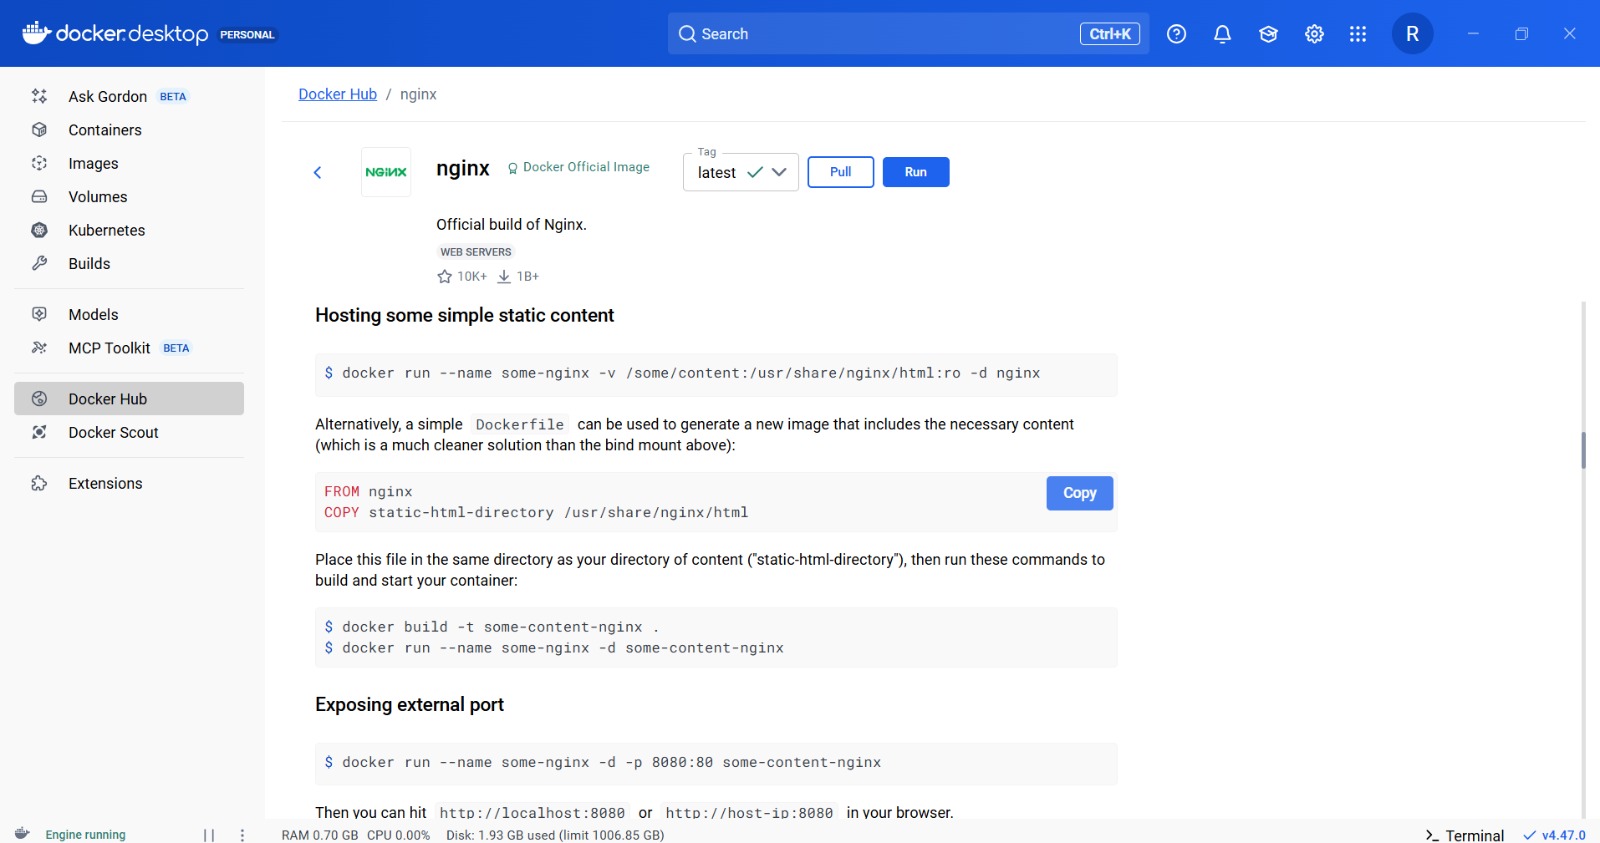 docker.desktop PERSONAL
Search Ctrl+K
R
Ask Gordon BETA
Containers
Images
Volumes
Kubernetes
Builds
Models
MCP Toolkit BETA
Docker Hub
Docker Scout
Extensions
Docker Hub / nginx
NGINX
nginx Docker Official Image
Tag
latest
Pull
Run
Official build of Nginx.
WEB SERVERS
10K+ 1B+
Hosting some simple static content
$ docker run --name some-nginx -v /some/content:/usr/share/nginx/html:ro -d nginx
Alternatively, a simple Dockerfile can be used to generate a new image that includes the necessary content
(which is a much cleaner solution than the bind mount above):
FROM nginx
COPY static-html-directory /usr/share/nginx/html
Copy
Place this file in the same directory as your directory of content ("static-html-directory"), then run these commands to
build and start your container:
$ docker build -t some-content-nginx .
$ docker run --name some-nginx -d some-content-nginx
Exposing external port
$ docker run --name some-nginx -d -p 8080:80 some-content-nginx
Then you can hit http://localhost:8080 or http://host-ip:8080 in your browser.
Engine running
RAM 0.70 GB CPU 0.00% Disk: 1.93 GB used (limit 1006.85 GB)
Terminal
v4.47.0